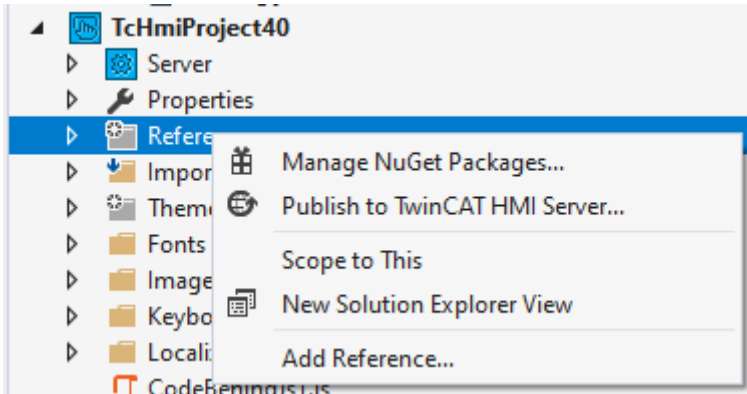 TcHmiProject40
Server
Properties
Refere
Manage NuGet Packages...
Impor
Publish to TwinCAT HMI Server...
Them
Fonts
Scope to This
Image
New Solution Explorer View
Keybo
Localiz
Add Reference...